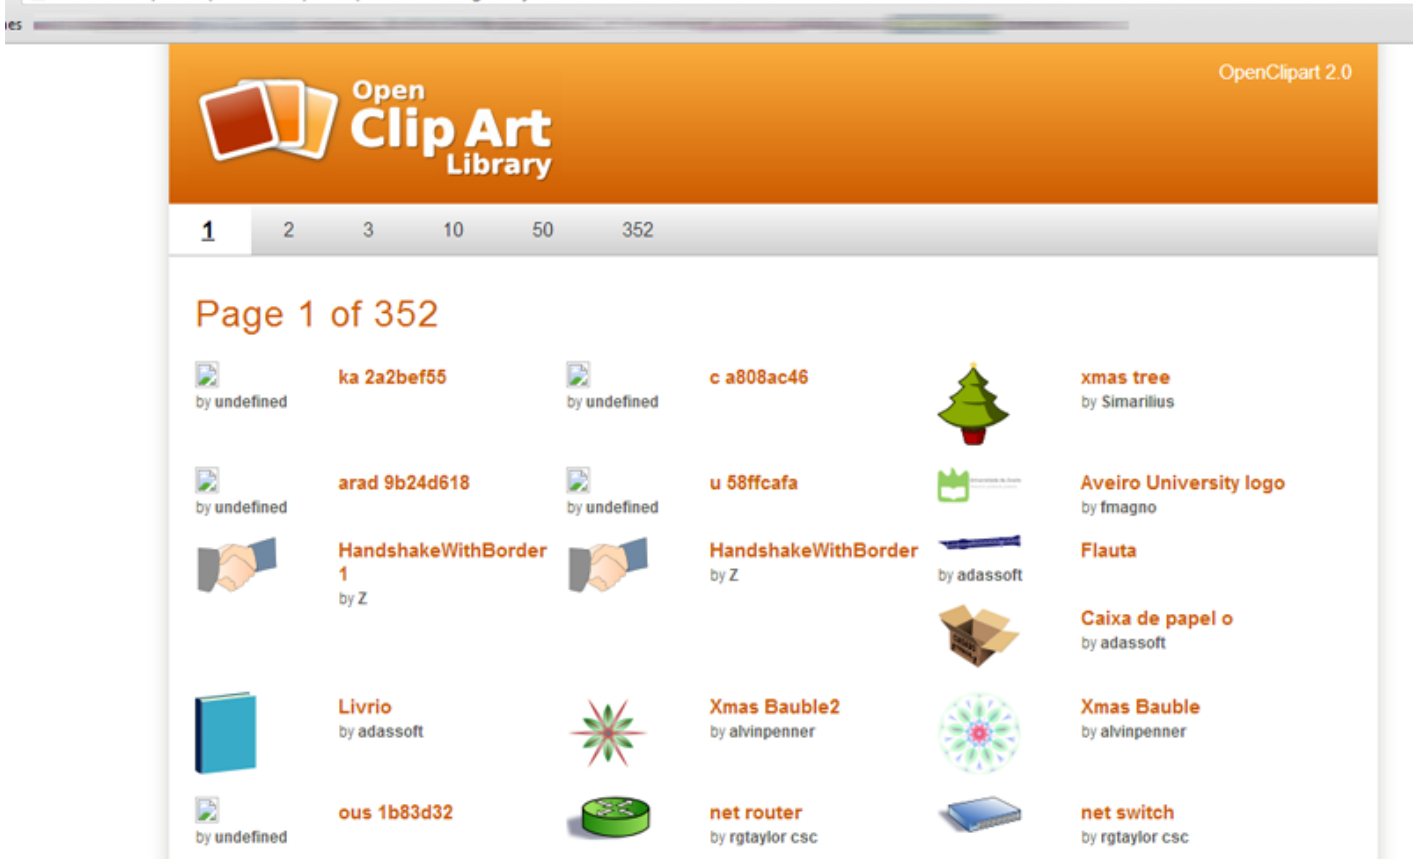 OpenClipart 2.0
Open
Clip Art
Library
1 2 3 10 50 352
Page 1 of 352
ka 2a2bef55
by undefined
c a808ac46
by undefined
xmas tree
by Simarilius
arad 9b24d618
by undefined
u 58ffcafa
by undefined
Aveiro University logo
by fmagno
HandshakeWithBorder
1
by Z
HandshakeWithBorder
by Z
Flauta
by adassoft
Caixa de papel o
by adassoft
Livrio
by adassoft
Xmas Bauble2
by alvinpenner
Xmas Bauble
by alvinpenner
ous 1b83d32
by undefined
net router
by rgtaylor csc
net switch
by rgtaylor csc